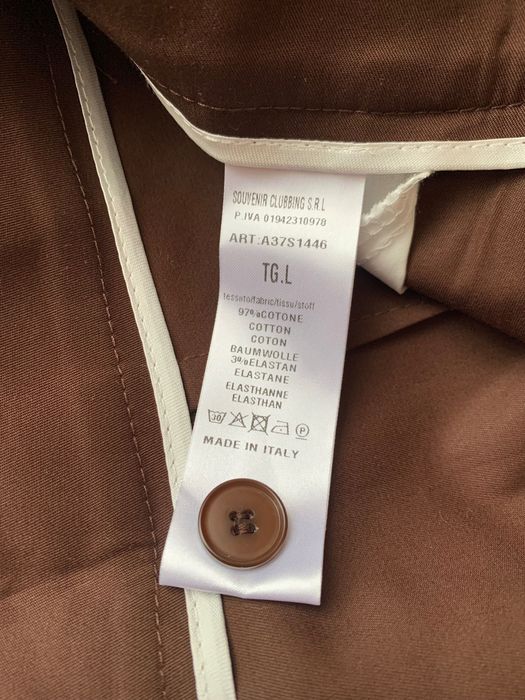 SOUVENIR CLUBBING S.R.L
P.IVA 01942310978
ART:A37S1446
TG.L
tessuto/fabric/tissu/stoff
97%COTONE
COTTON
COTON
BAUMWOLLE
3%ELASTAN
ELASTANE
ELASTHANNE
ELASTHAN
30 P
MADE IN ITALY